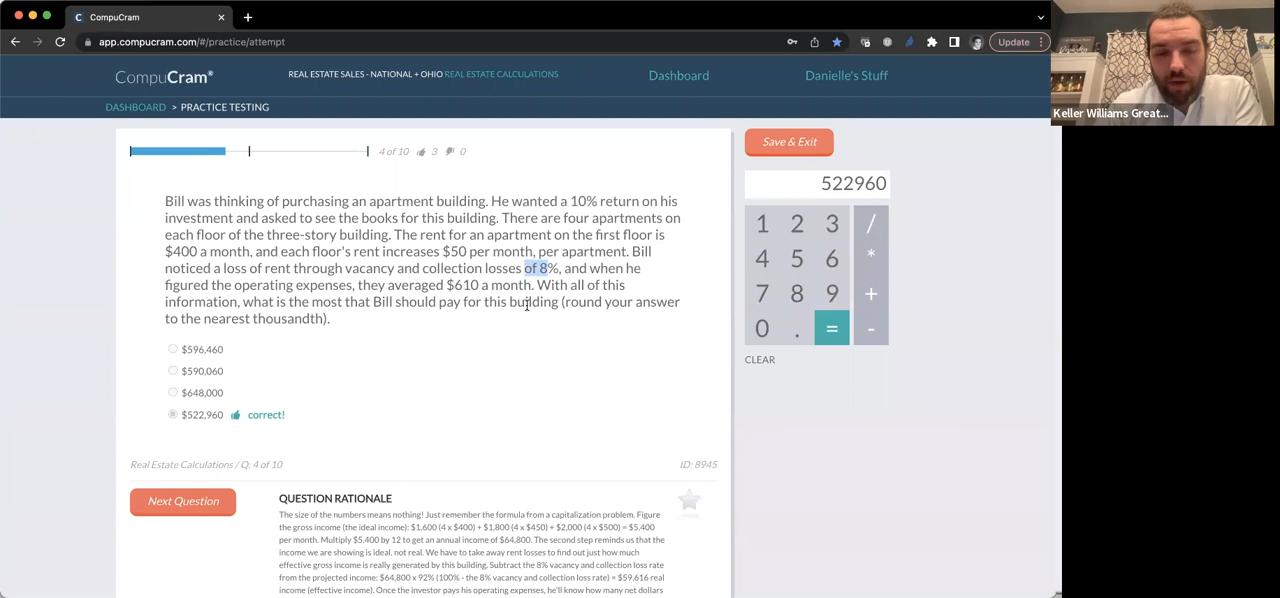 CompuCram
app.compucram.com/#/practice/attempt
Update
CompuCram®
REAL ESTATE SALES - NATIONAL + OHIO REAL ESTATE CALCULATIONS
Dashboard
Danielle's Stuff
DASHBOARD > PRACTICE TESTING
Keller Williams Great...
4 of 10 3 0
Save & Exit
522960
Bill was thinking of purchasing an apartment building. He wanted a 10% return on his
investment and asked to see the books for this building. There are four apartments on
each floor of the three-story building. The rent for an apartment on the first floor is
$400 a month, and each floor's rent increases $50 per month, per apartment. Bill
noticed a loss of rent through vacancy and collection losses of 8%, and when he
figured the operating expenses, they averaged $610 a month. With all of this
information, what is the most that Bill should pay for this building (round your answer
to the nearest thousandth).
1 2 3 /
4 5 6 *
7 8 9 +
0 . = -
CLEAR
$596,460
$590,060
$648,000
$522,960 correct!
Real Estate Calculations / Q: 4 of 10
ID: 8945
Next Question
QUESTION RATIONALE
The size of the numbers means nothing! Just remember the formula from a capitalization problem. Figure
the gross income (the ideal income): $1,600 (4 x $400) + $1,800 (4 x $450) + $2,000 (4 x $500) = $5,400
per month. Multiply $5,400 by 12 to get an annual income of $64,800. The second step reminds us that the
income we are showing is ideal, not real. We have to take away rent losses to find out just how much
effective gross income is really generated by this building. Subtract the 8% vacancy and collection loss rate
from the projected income: $64,800 x 92% (100% - the 8% vacancy and collection loss rate) = $59,616 real
income (effective income). Once the investor pays his operating expenses, he'll know how many net dollars